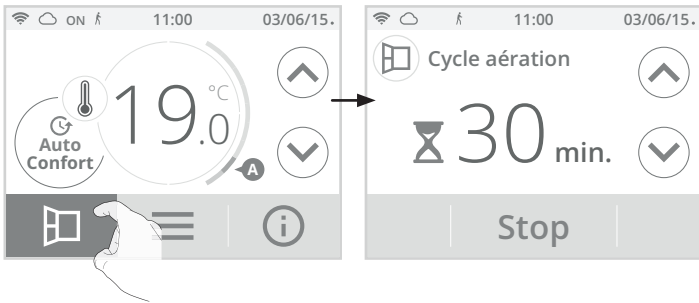 ON 11:00 03/06/15.
19.0 °C
Auto
Confort
A
11:00 03/06/15.
Cycle aération
30 min.
Stop